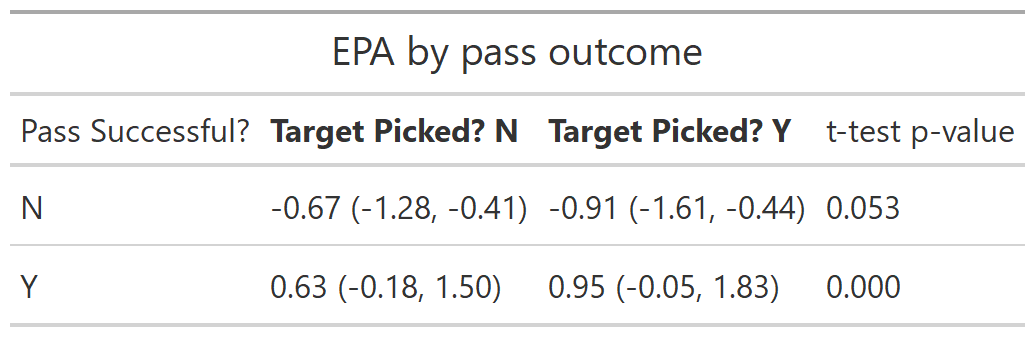 EPA by pass outcome
Pass Successful? Target Picked? N Target Picked? Y t-test p-value
N -0.67 (-1.28, -0.41) -0.91 (-1.61, -0.44) 0.053
Y 0.63 (-0.18, 1.50) 0.95 (-0.05, 1.83) 0.000